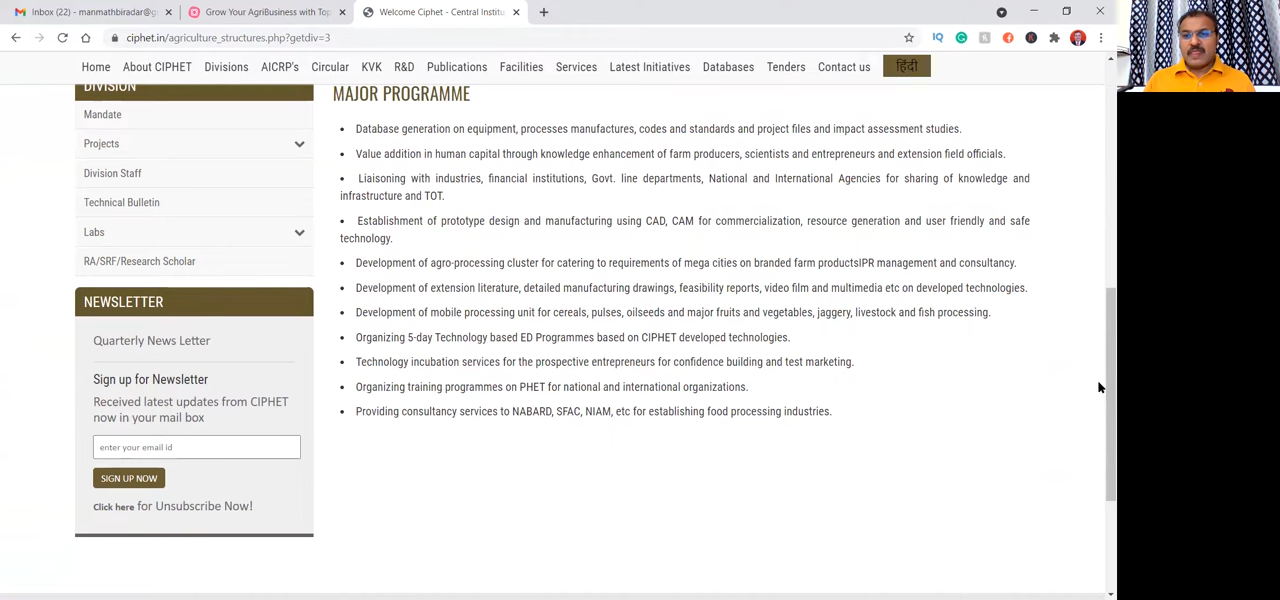 Inbox (22) - manmathbiradar@g
Grow Your AgriBusiness with Top
Welcome Ciphet - Central Institu
ciphet.in/agriculture_structures.php?getdiv=3
Home About CIPHET Divisions AICRP's Circular KVK R&D Publications Facilities Services Latest Initiatives Databases Tenders Contact us हिंदी
DIVISION
Mandate
Projects
Division Staff
Technical Bulletin
Labs
RA/SRF/Research Scholar
NEWSLETTER
Quarterly News Letter
Sign up for Newsletter
Received latest updates from CIPHET
now in your mail box
enter your email id
SIGN UP NOW
Click here for Unsubscribe Now!
MAJOR PROGRAMME
• Database generation on equipment, processes manufactures, codes and standards and project files and impact assessment studies.
• Value addition in human capital through knowledge enhancement of farm producers, scientists and entrepreneurs and extension field officials.
• Liaisoning with industries, financial institutions, Govt. line departments, National and International Agencies for sharing of knowledge and
infrastructure and TOT.
• Establishment of prototype design and manufacturing using CAD, CAM for commercialization, resource generation and user friendly and safe
technology.
• Development of agro-processing cluster for catering to requirements of mega cities on branded farm productsIPR management and consultancy.
• Development of extension literature, detailed manufacturing drawings, feasibility reports, video film and multimedia etc on developed technologies.
• Development of mobile processing unit for cereals, pulses, oilseeds and major fruits and vegetables, jaggery, livestock and fish processing.
• Organizing 5-day Technology based ED Programmes based on CIPHET developed technologies.
• Technology incubation services for the prospective entrepreneurs for confidence building and test marketing.
• Organizing training programmes on PHET for national and international organizations.
• Providing consultancy services to NABARD, SFAC, NIAM, etc for establishing food processing industries.